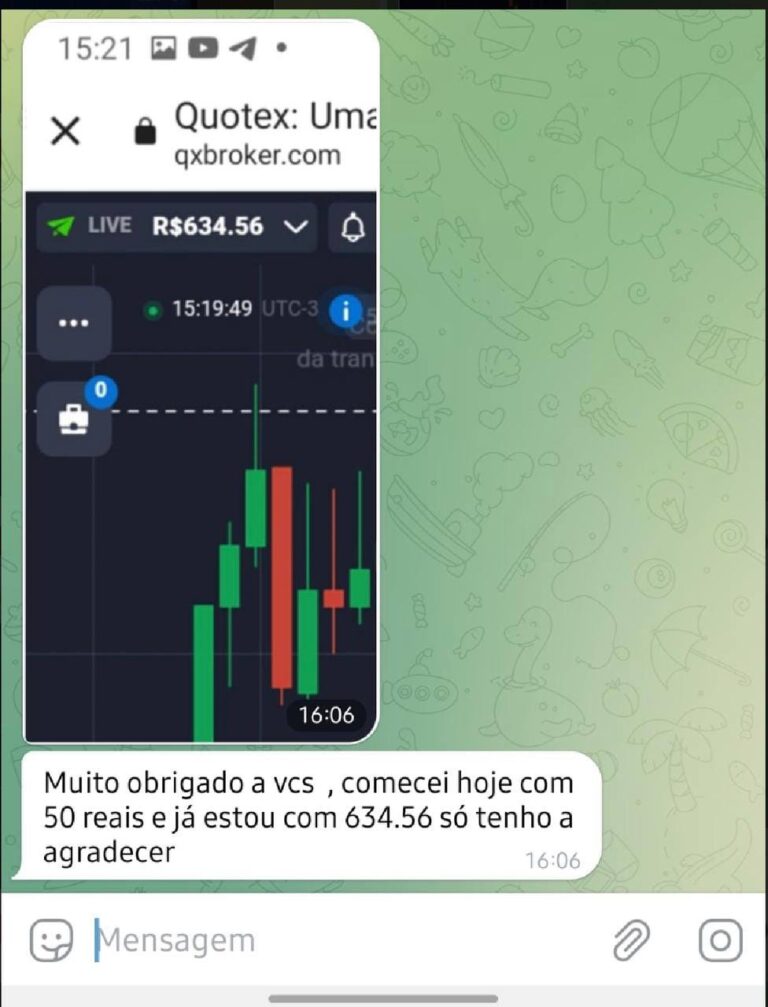 15:21
Quotex: Uma
qxbroker.com
LIVE R$634.56
15:19:49 UTC-3 i
da tran
0
16:06
Muito obrigado a vcs , comecei hoje com
50 reais e já estou com 634.56 só tenho a
agradecer
16:06
Mensagem